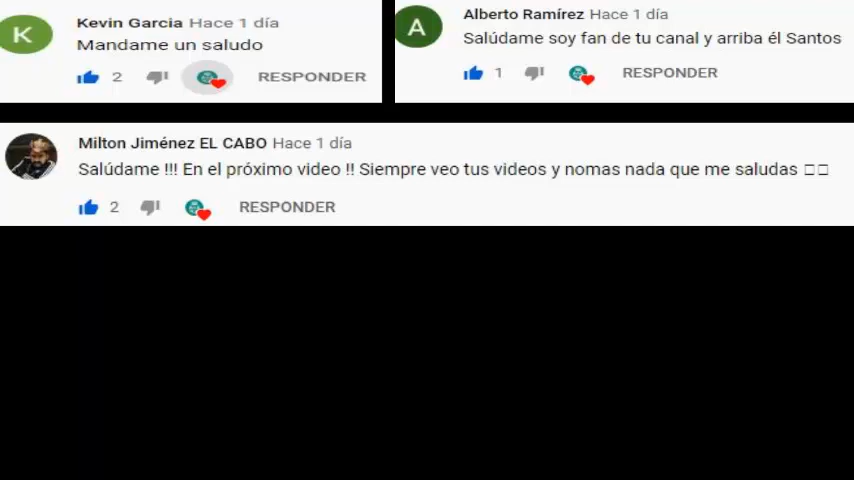 K
Kevin Garcia Hace 1 día
Mandame un saludo
2 RESPONDER
A
Alberto Ramírez Hace 1 día
Salúdame soy fan de tu canal y arriba él Santos
1 RESPONDER
Milton Jiménez EL CABO Hace 1 día
Salúdame !!! En el próximo video !! Siempre veo tus videos y nomas nada que me saludas □□
2 RESPONDER